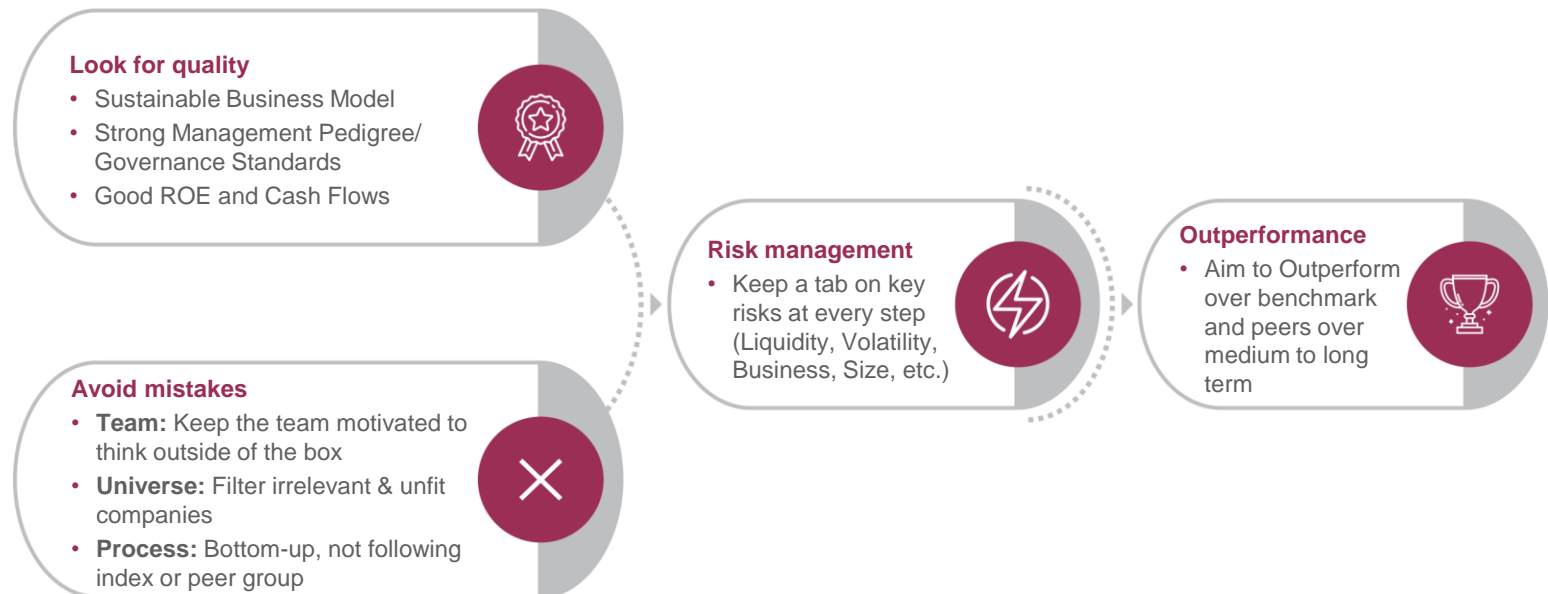 Look for quality
• Sustainable Business Model
• Strong Management Pedigree/
Governance Standards
• Good ROE and Cash Flows
Avoid mistakes
• Team: Keep the team motivated to
think outside of the box
• Universe: Filter irrelevant & unfit
companies
• Process: Bottom-up, not following
index or peer group
Risk management
• Keep a tab on key
risks at every step
(Liquidity, Volatility,
Business, Size, etc.)
Outperformance
• Aim to Outperform
over benchmark
and peers over
medium to long
term